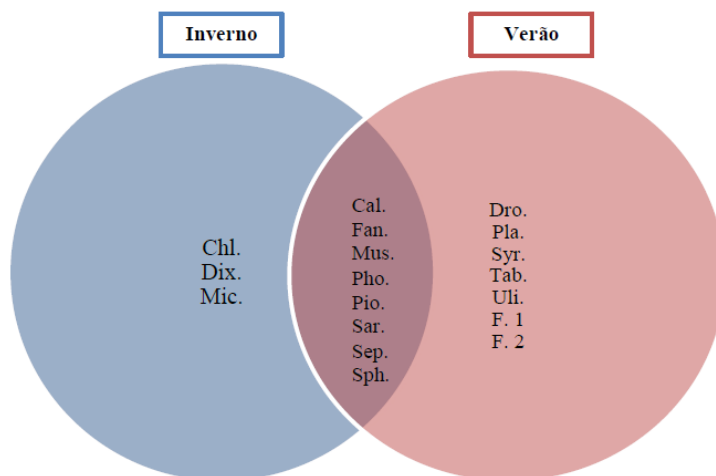 Inverno
Verão
Chl.
Dix.
Mic.
Cal.
Fan.
Mus.
Pho.
Pio.
Sar.
Sep.
Sph.
Dro.
Pla.
Syr.
Tab.
Uli.
F. 1
F. 2